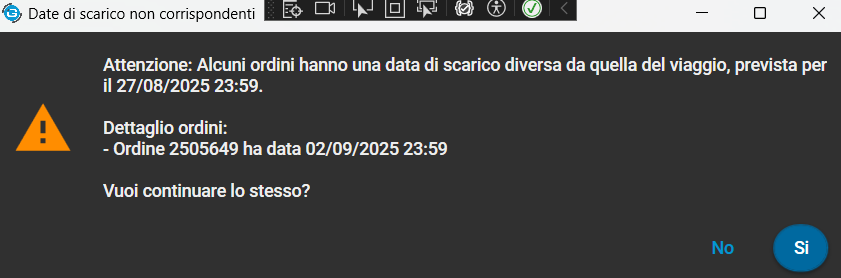 Date di scarico non corrispondenti
Attenzione: Alcuni ordini hanno una data di scarico diversa da quella del viaggio, prevista per
il 27/08/2025 23:59.
Dettaglio ordini:
- Ordine 2505649 ha data 02/09/2025 23:59
Vuoi continuare lo stesso?
No
Si